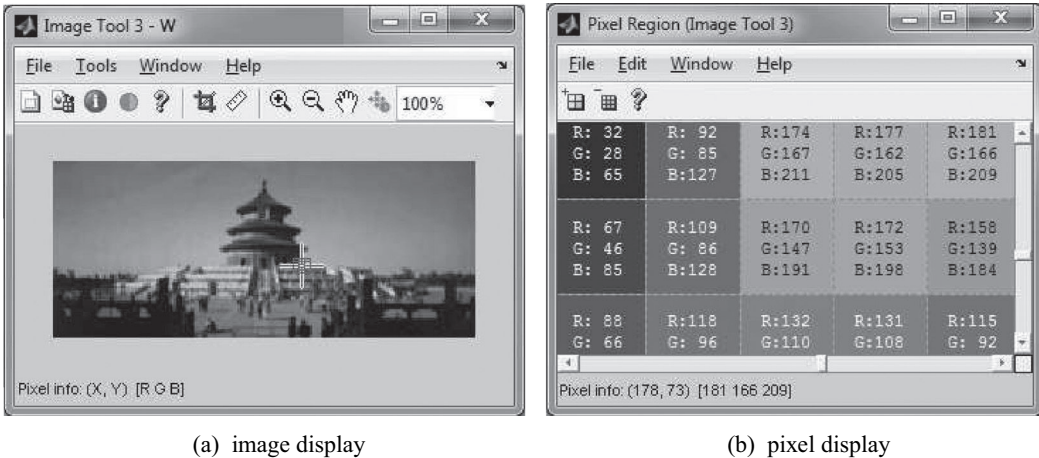 Image Tool 3 - W
File Tools Window Help
100%
Pixel info: (X, Y) [R G B]
(a) image display
Pixel Region (Image Tool 3)
File Edit Window Help
R: 32 R: 92 R:174 R:177 R:181
G: 28 G: 85 G:167 G:162 G:166
B: 65 B:127 B:211 B:205 B:209
R: 67 R:109 R:170 R:172 R:158
G: 46 G: 86 G:147 G:153 G:139
B: 85 B:128 B:191 B:198 B:184
R: 88 R:118 R:132 R:131 R:115
G: 66 G: 96 G:110 G:108 G: 92
Pixel info: (178, 73) [181 166 209]
(b) pixel display